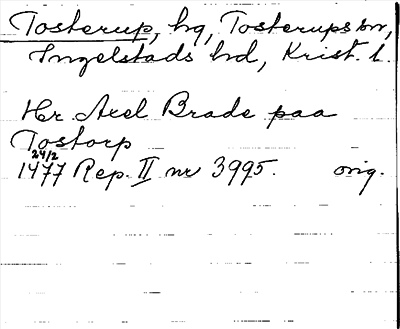 Tosterup, hg, Tosterups sn,
Ingelstads hd, Krist. l.
Hr. Axel Brade paa
Tostorp
24/2
1477 Rep. II nr 3995. orig.